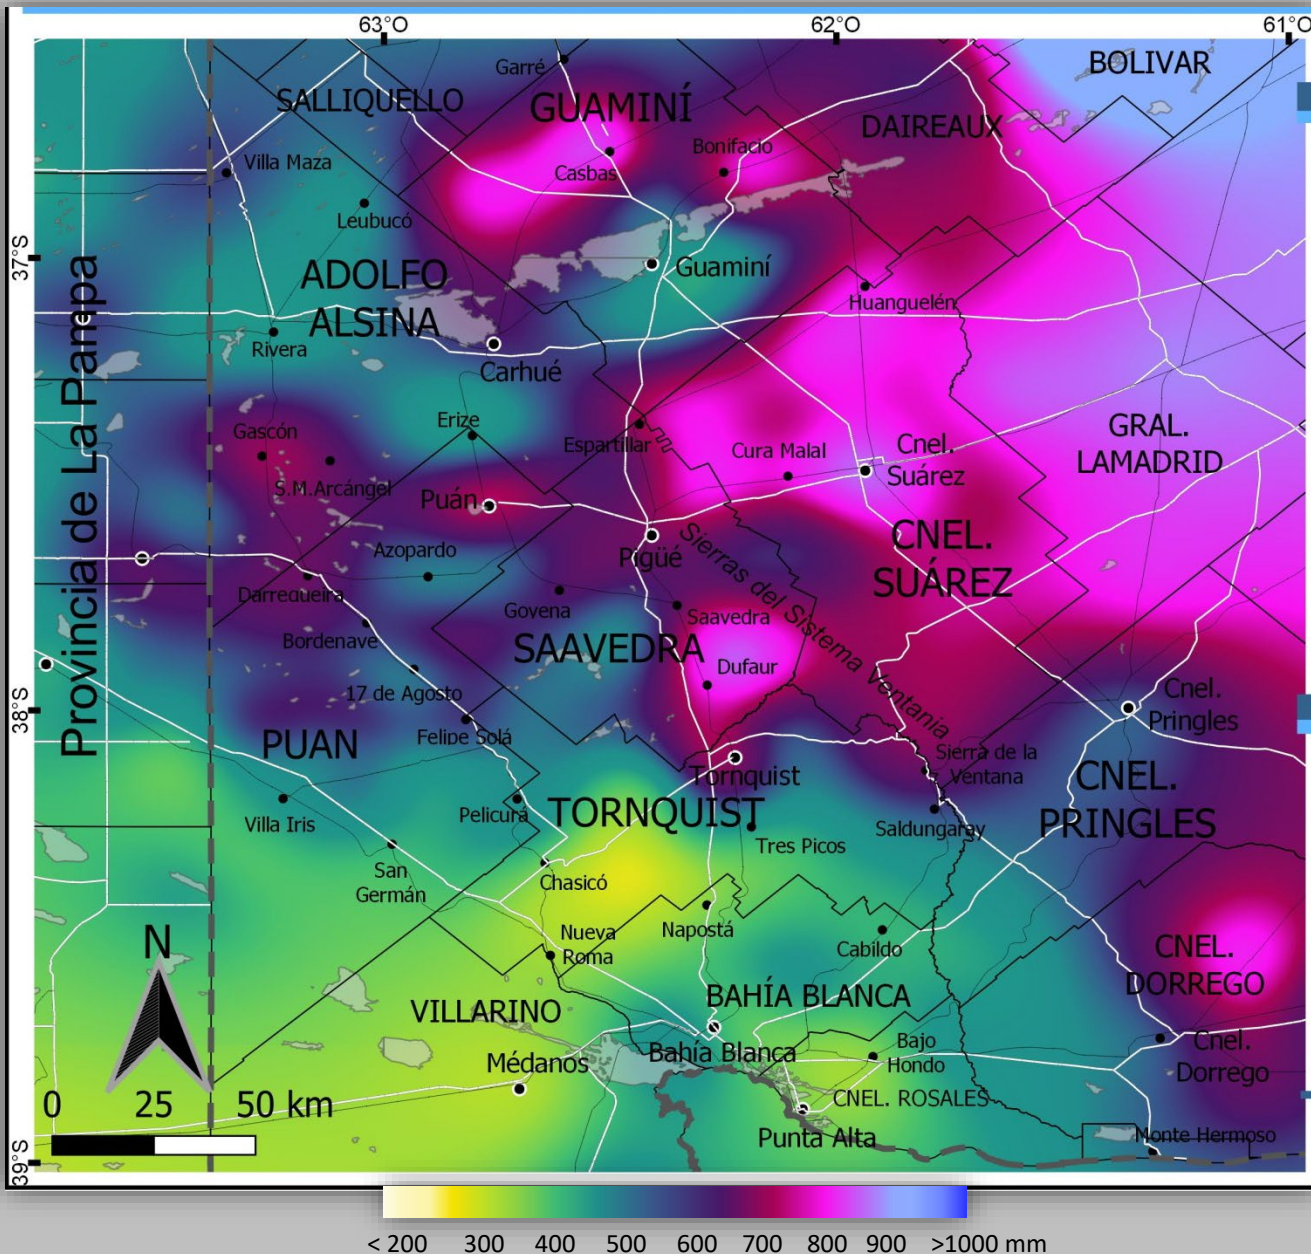 63°O
62°O
61°O
37°S
38°S
39°S
Provincia de La Pampa
Garré
BOLIVAR
SALLIQUELLO
GUAMINÍ
DAIREAUX
Villa Maza
Casbas
Bonifacio
Leubucó
ADOLFO
ALSINA
Guaminí
Huanguelén
Rivera
Carhué
Erize
Gascón
Espartillar
Cura Malal
Cnel.
Suárez
GRAL.
LAMADRID
S.M.Arcángel
Puán
Azopardo
Pigüé
Sierras del Sistema Ventania
CNEL.
SUÁREZ
Darregueira
Goyena
Saavedra
Bordenave
SAAVEDRA
Dufaur
17 de Agosto
Cnel.
Pringles
PUAN
Felipe Solá
Tornquist
Sierra de la
Ventana
CNEL.
PRINGLES
Villa Iris
Pelicurá
TORNQUIST
Tres Picos
Saldungaray
San
Germán
Chasicó
Nueva
Roma
Napostá
Cabildo
CNEL.
DORREGO
N
VILLARINO
BAHÍA BLANCA
Médanos
Bahía Blanca
Bajo
Hondo
Cnel.
Dorrego
CNEL. ROSALES
Punta Alta
Monte Hermoso
0 25 50 km
< 200 300 400 500 600 700 800 900 >1000 mm